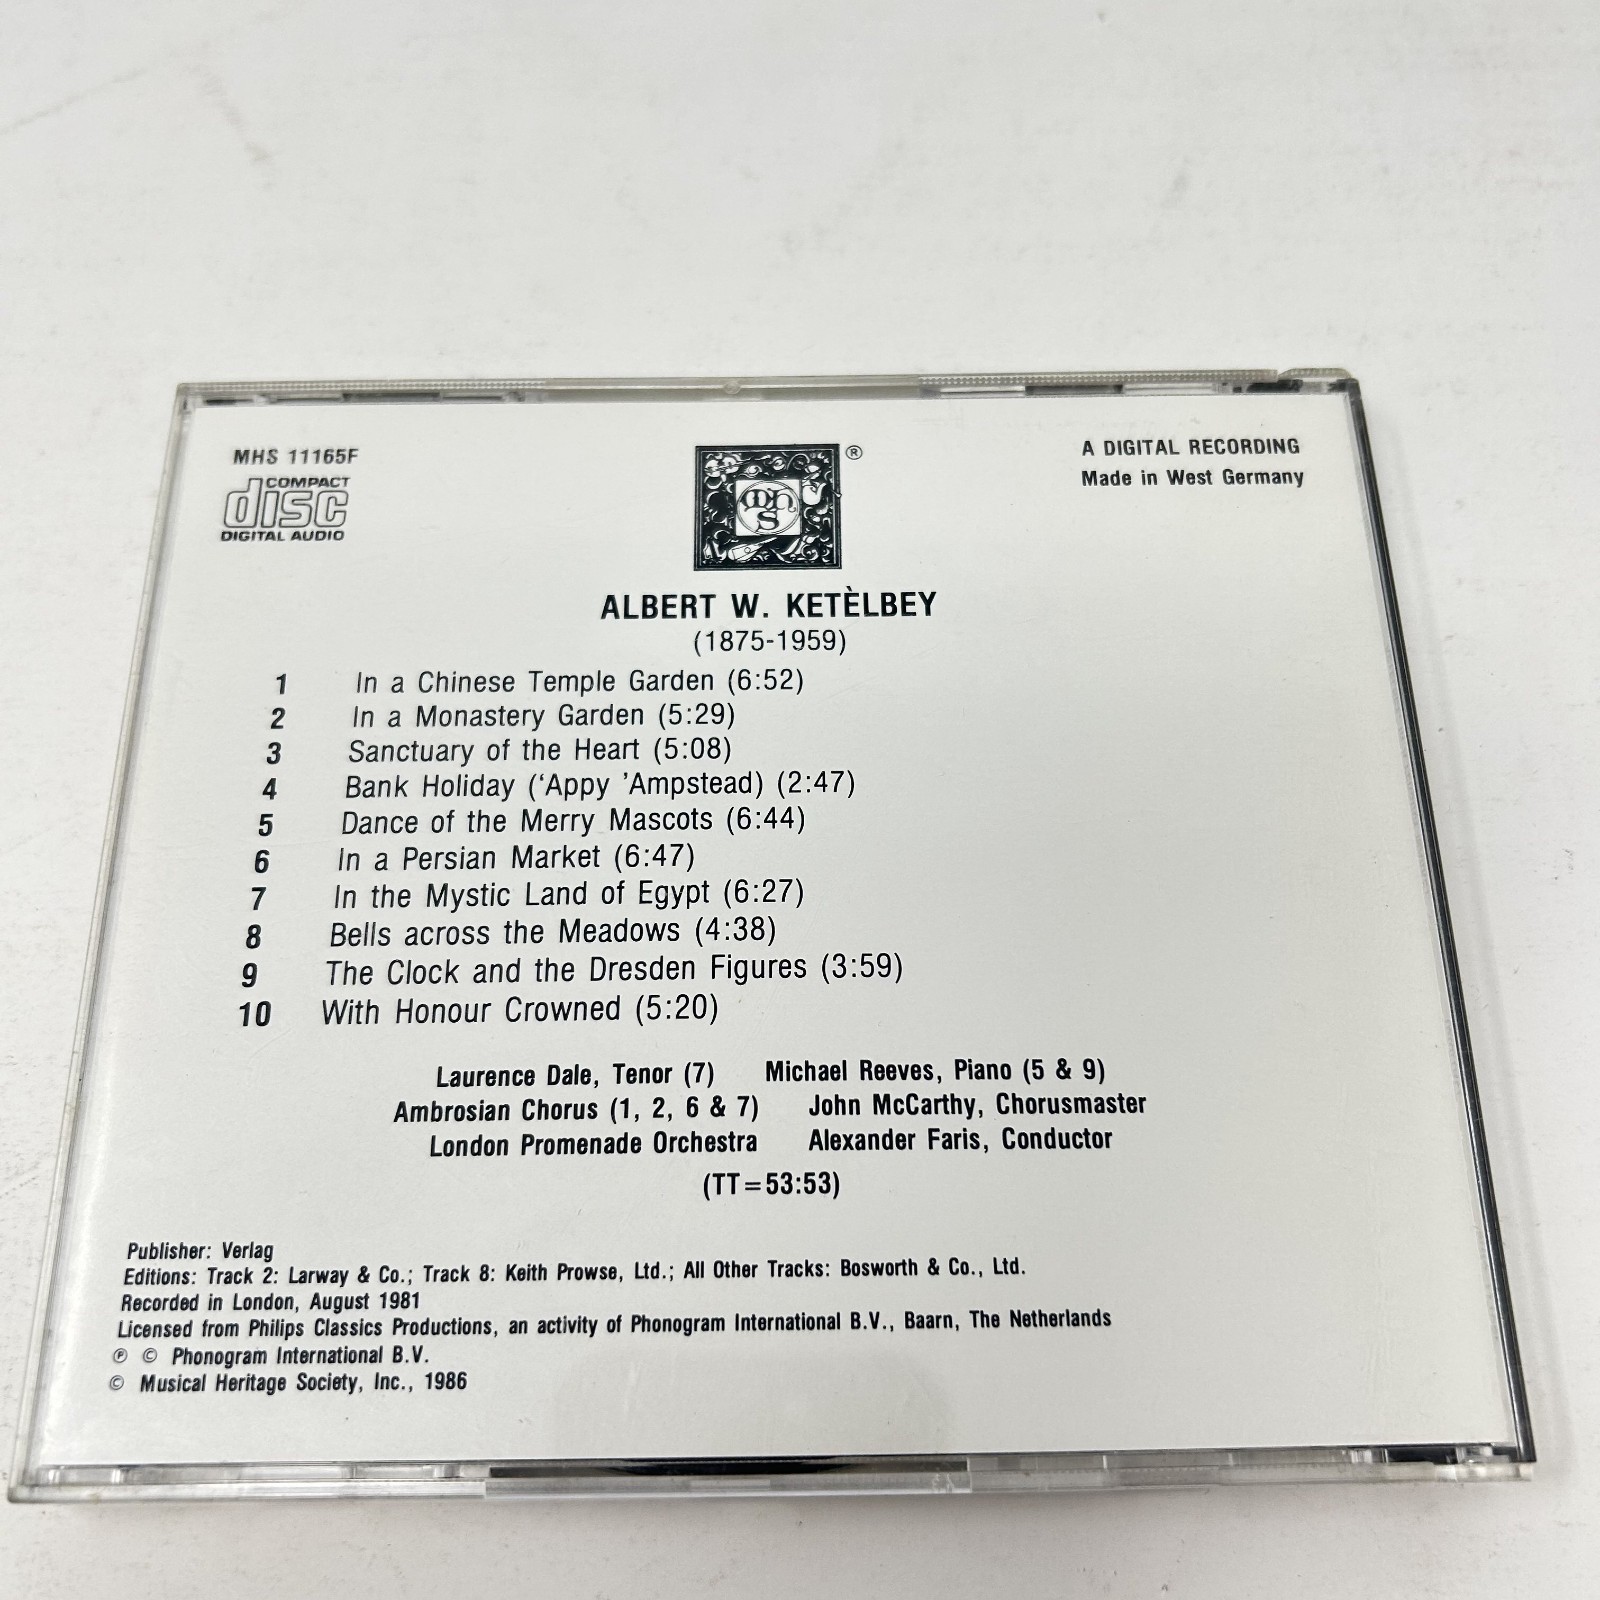 MHS 11165F
COMPACT
disc
DIGITAL AUDIO
mhs
®
A DIGITAL RECORDING
Made in West Germany
ALBERT W. KETÈLBEY
(1875-1959)
1 In a Chinese Temple Garden (6:52)
2 In a Monastery Garden (5:29)
3 Sanctuary of the Heart (5:08)
4 Bank Holiday (‘Appy ’Ampstead) (2:47)
5 Dance of the Merry Mascots (6:44)
6 In a Persian Market (6:47)
7 In the Mystic Land of Egypt (6:27)
8 Bells across the Meadows (4:38)
9 The Clock and the Dresden Figures (3:59)
10 With Honour Crowned (5:20)
Laurence Dale, Tenor (7) Michael Reeves, Piano (5 & 9)
Ambrosian Chorus (1, 2, 6 & 7) John McCarthy, Chorusmaster
London Promenade Orchestra Alexander Faris, Conductor
(TT=53:53)
Publisher: Verlag
Editions: Track 2: Larway & Co.; Track 8: Keith Prowse, Ltd.; All Other Tracks: Bosworth & Co., Ltd.
Recorded in London, August 1981
Licensed from Philips Classics Productions, an activity of Phonogram International B.V., Baarn, The Netherlands
℗ © Phonogram International B.V.
© Musical Heritage Society, Inc., 1986